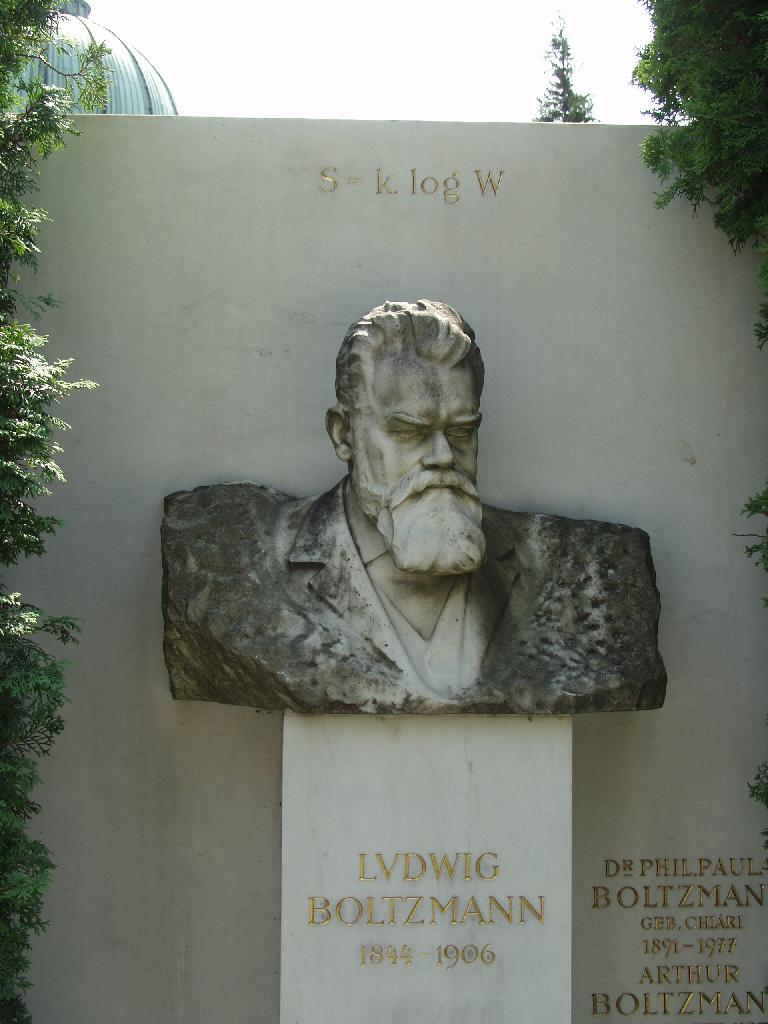 S = k. log W
LVDWIG
BOLTZMANN
1844 - 1906
DR PHIL.PAULA
BOLTZMAN
GEB. CHIARI
1891 - 1977
ARTHUR
BOLTZMAN